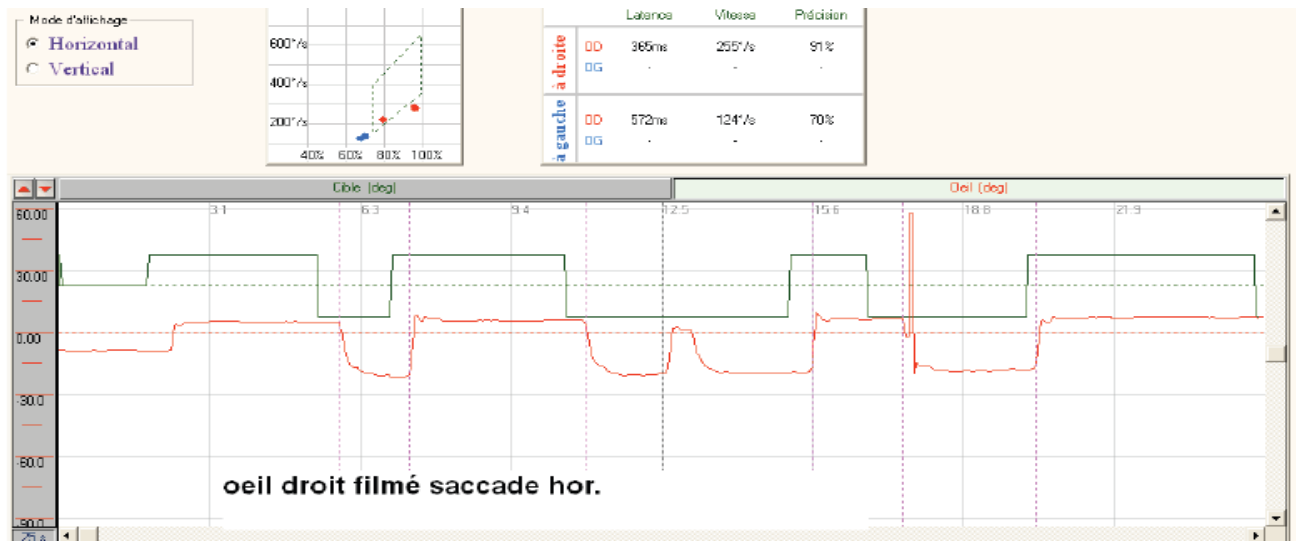 Mode d'affichage
Horizontal
Vertical
600°/s
400°/s
200°/s
40% 60% 80% 100%
Latence Vitesse Précision
à droite
OD 365ms 255°/s 91%
OG - - -
à gauche
OD 572ms 124°/s 70%
OG - - -
Cible (deg) Oeil (deg)
60.00 3.1 6.3 9.4 12.5 15.6 18.8 21.9
30.00
0.00
-30.0
-60.0
oeil droit filmé saccade hor.
-90.0
25 s